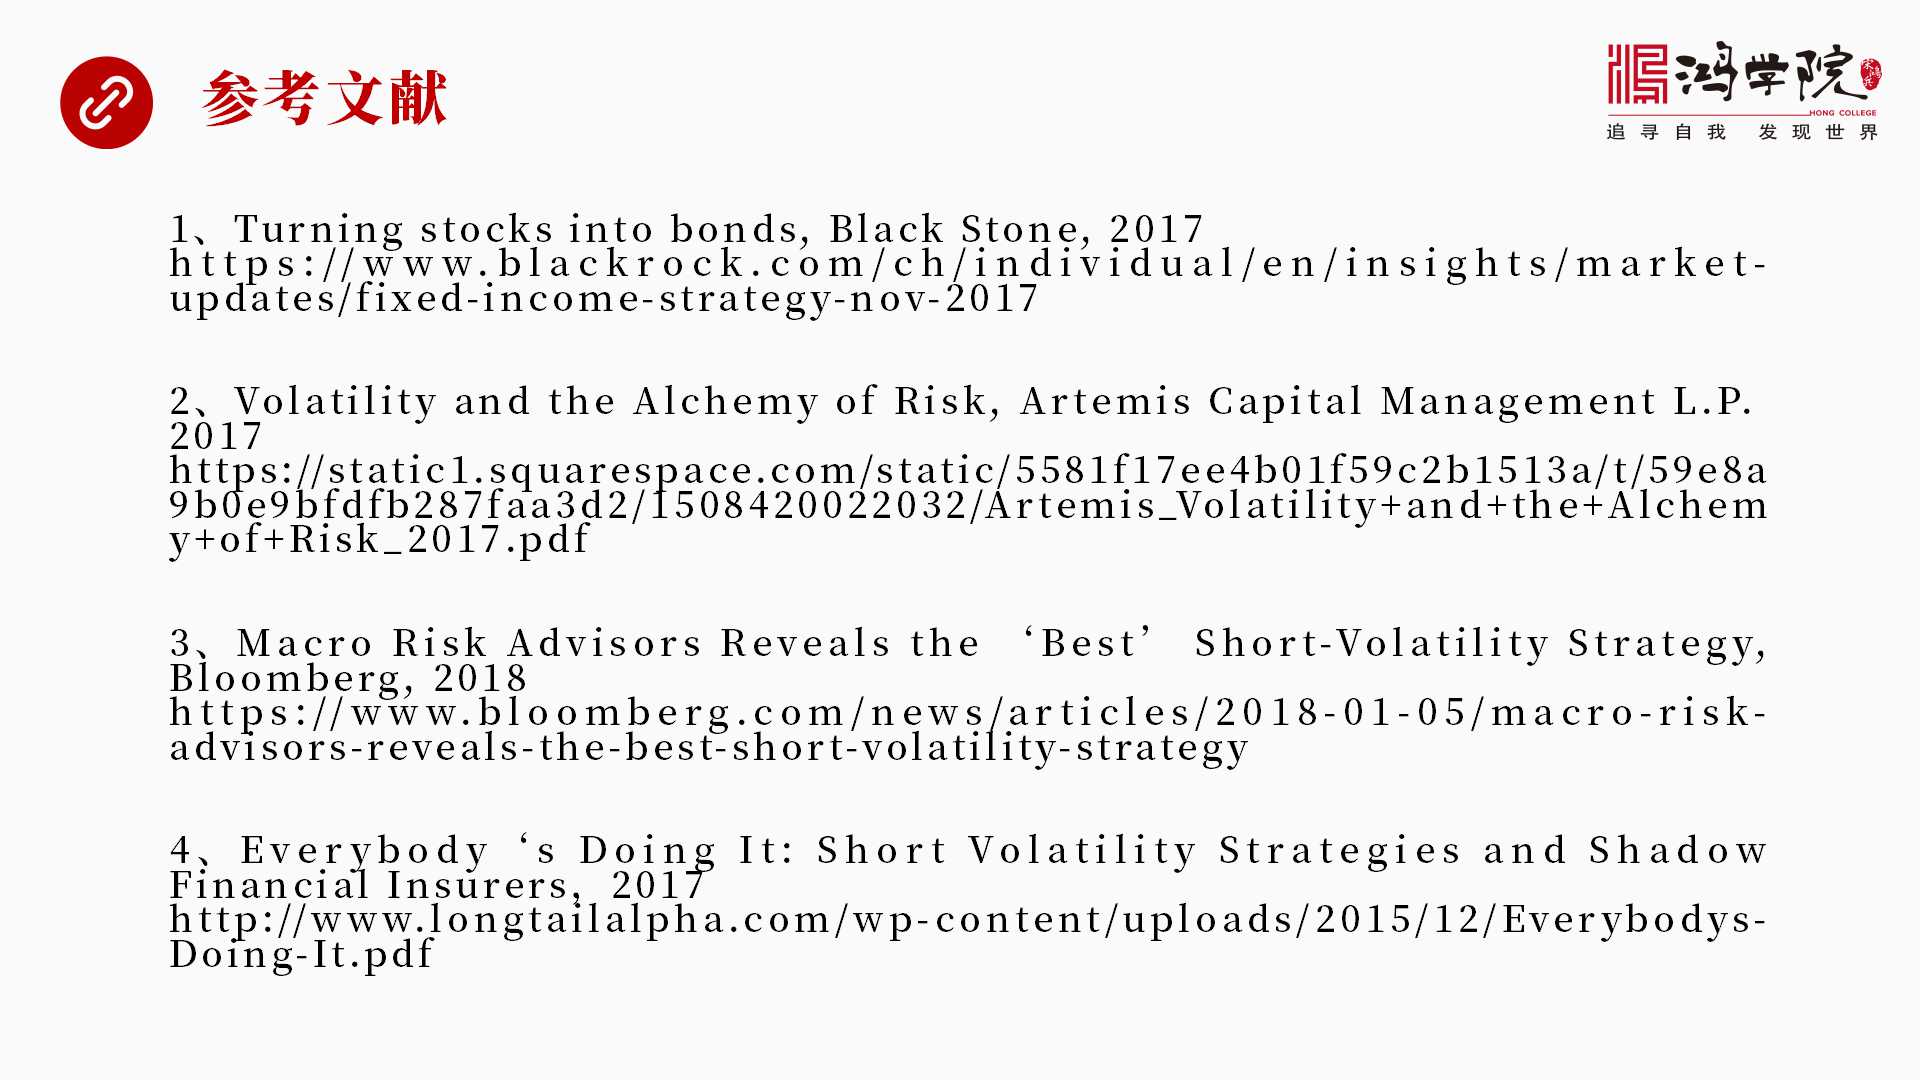 参考文献
鸿学院
宋鸿兵
HONG COLLEGE
追寻自我 发现世界
1、Turning stocks into bonds, Black Stone, 2017
https://www.blackrock.com/ch/individual/en/insights/market-
updates/fixed-income-strategy-nov-2017
2、Volatility and the Alchemy of Risk, Artemis Capital Management L.P.
2017
https://static1.squarespace.com/static/5581f17ee4b01f59c2b1513a/t/59e8a
9b0e9bfdfb287faa3d2/1508420022032/Artemis_Volatility+and+the+Alchem
y+of+Risk_2017.pdf
3、Macro Risk Advisors Reveals the ‘Best’ Short-Volatility Strategy,
Bloomberg, 2018
https://www.bloomberg.com/news/articles/2018-01-05/macro-risk-
advisors-reveals-the-best-short-volatility-strategy
4、Everybody‘s Doing It: Short Volatility Strategies and Shadow
Financial Insurers, 2017
http://www.longtailalpha.com/wp-content/uploads/2015/12/Everybodys-
Doing-It.pdf